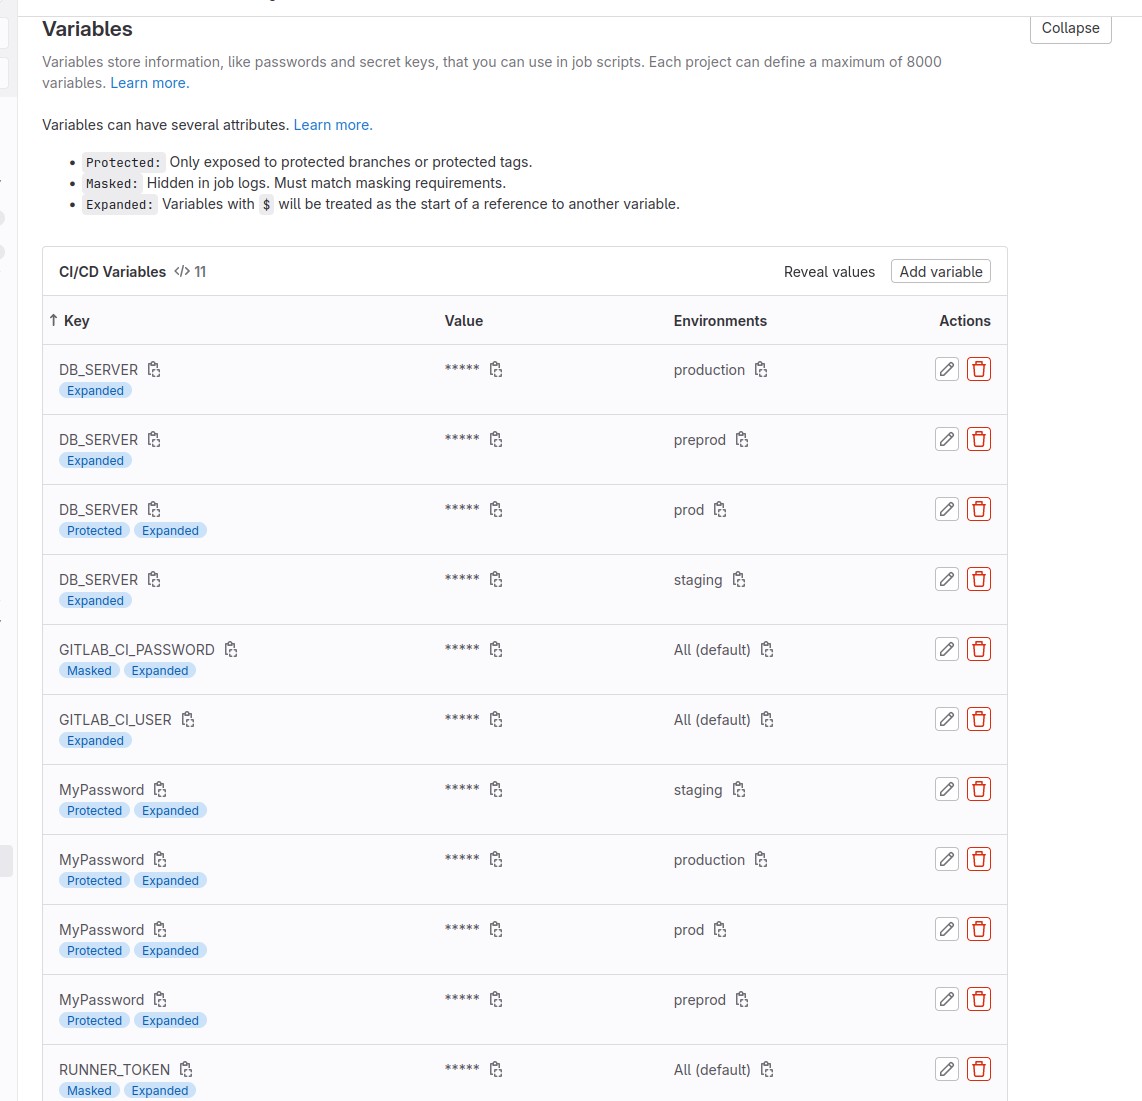 Variables
Collapse
Variables store information, like passwords and secret keys, that you can use in job scripts. Each project can define a maximum of 8000
variables. Learn more.
Variables can have several attributes. Learn more.
• Protected: Only exposed to protected branches or protected tags.
• Masked: Hidden in job logs. Must match masking requirements.
• Expanded: Variables with $ will be treated as the start of a reference to another variable.
CI/CD Variables </> 11 Reveal values Add variable
↑ Key Value Environments Actions
DB_SERVER ***** production
Expanded
DB_SERVER ***** preprod
Expanded
DB_SERVER ***** prod
Protected Expanded
DB_SERVER ***** staging
Expanded
GITLAB_CI_PASSWORD ***** All (default)
Masked Expanded
GITLAB_CI_USER ***** All (default)
Expanded
MyPassword ***** staging
Protected Expanded
MyPassword ***** production
Protected Expanded
MyPassword ***** prod
Protected Expanded
MyPassword ***** preprod
Protected Expanded
RUNNER_TOKEN ***** All (default)
Masked Expanded